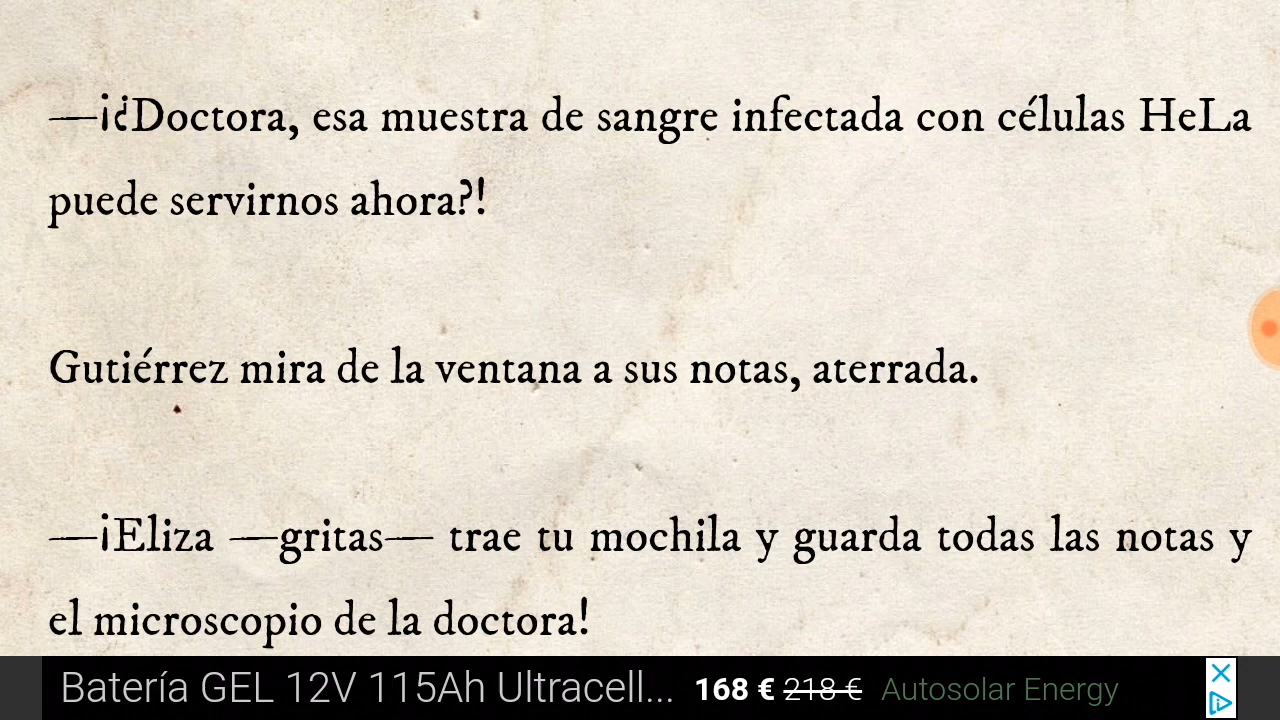 —¡¿Doctora, esa muestra de sangre infectada con células HeLa
puede servirnos ahora?!
Gutiérrez mira de la ventana a sus notas, aterrada.
—¡Eliza —gritas— trae tu mochila y guarda todas las notas y
el microscopio de la doctora!
Batería GEL 12V 115Ah Ultracell... 168 € 218 € Autosolar Energy